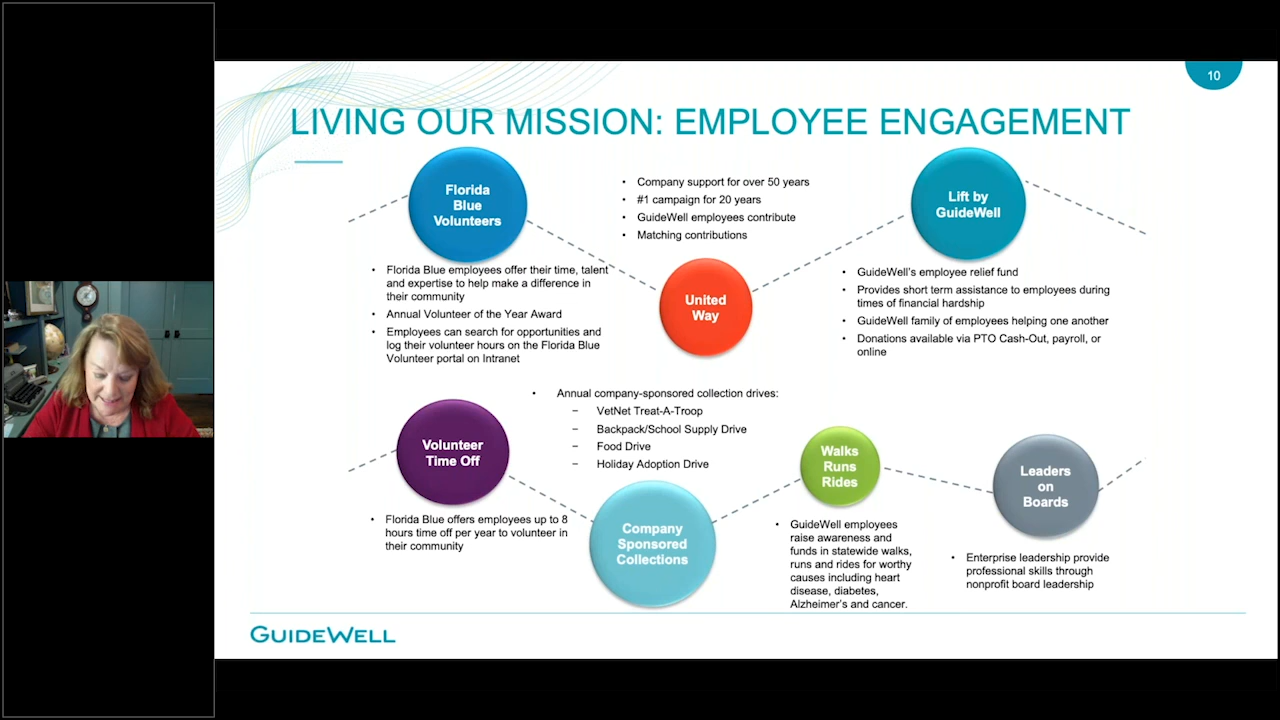 10
LIVING OUR MISSION: EMPLOYEE ENGAGEMENT
Florida
Blue
Volunteers
• Florida Blue employees offer their time, talent
and expertise to help make a difference in
their community
• Annual Volunteer of the Year Award
• Employees can search for opportunities and
log their volunteer hours on the Florida Blue
Volunteer portal on Intranet
• Company support for over 50 years
• #1 campaign for 20 years
• GuideWell employees contribute
• Matching contributions
United
Way
Lift by
GuideWell
• GuideWell's employee relief fund
• Provides short term assistance to employees during
times of financial hardship
• GuideWell family of employees helping one another
• Donations available via PTO Cash-Out, payroll, or
online
Volunteer
Time Off
• Florida Blue offers employees up to 8
hours time off per year to volunteer in
their community
• Annual company-sponsored collection drives:
− VetNet Treat-A-Troop
− Backpack/School Supply Drive
− Food Drive
− Holiday Adoption Drive
Company
Sponsored
Collections
Walks
Runs
Rides
• GuideWell employees
raise awareness and
funds in statewide walks,
runs and rides for worthy
causes including heart
disease, diabetes,
Alzheimer's and cancer.
Leaders
on
Boards
• Enterprise leadership provide
professional skills through
nonprofit board leadership
GUIDEWELL